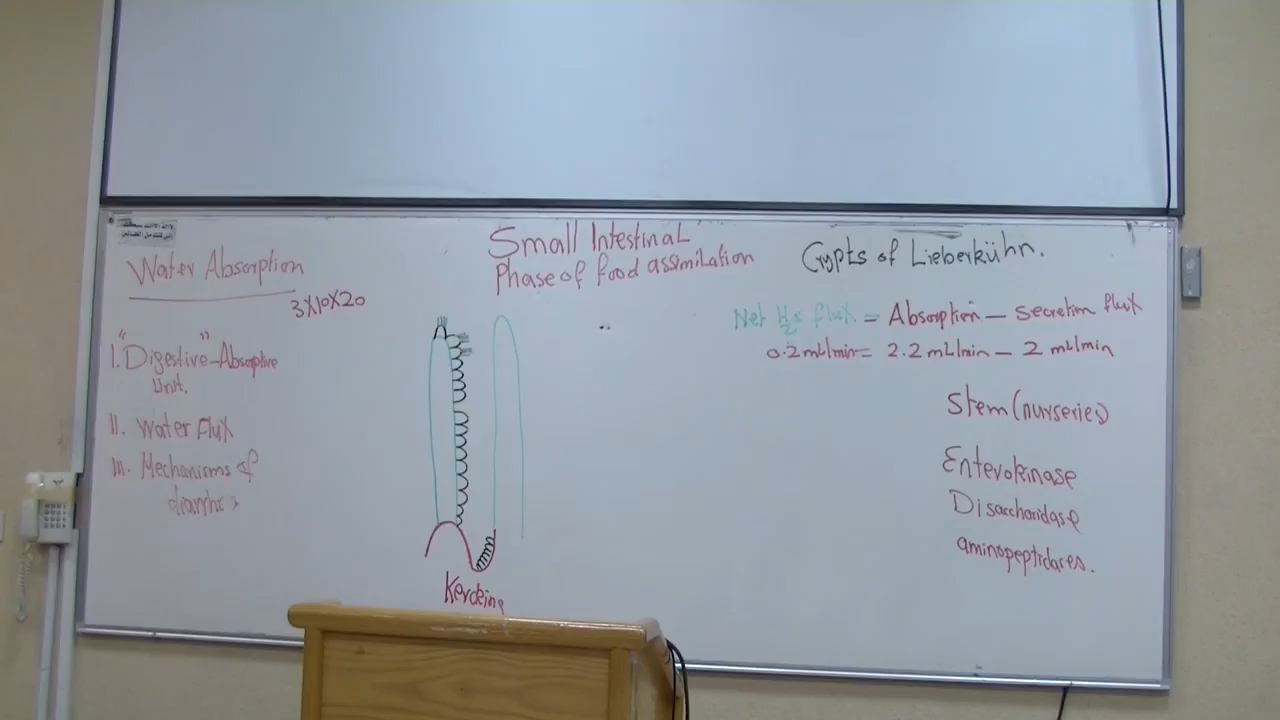 Small Intestinal
Phase of food assimilation
Water Absorption
3X10X20
I. "Digestive-Absorptive
Unit.
II. Water Flux
III. Mechanisms of
Kercking
Crypts of Lieberkühn.
Net H2O flux = Absorption - secretion flux
0.2 mL/min = 2.2 mL/min - 2 mL/min
Stem (nurseries)
Enterokinase
Disaccharidase
aminopeptidases.